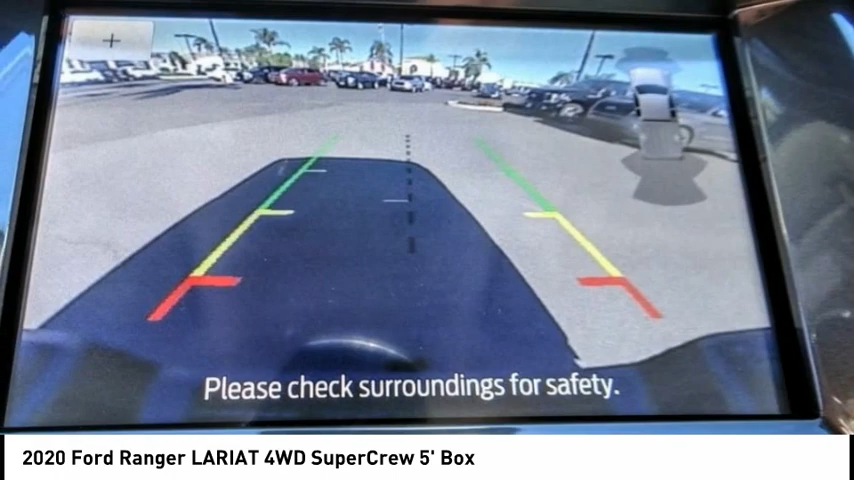 +
Please check surroundings for safety.
2020 Ford Ranger LARIAT 4WD SuperCrew 5' Box